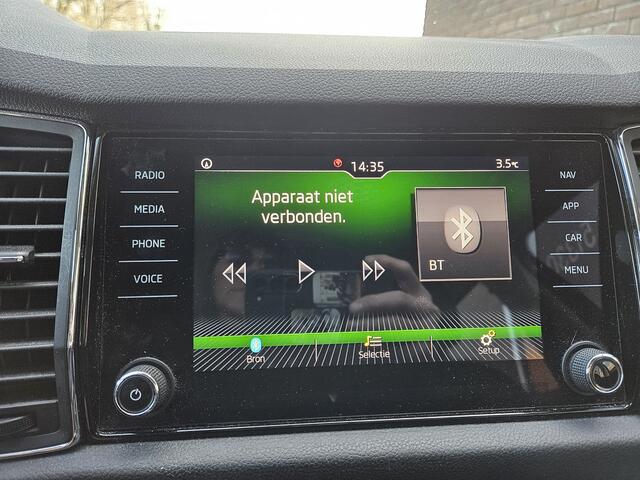 14:35
3.5°C
RADIO
MEDIA
PHONE
VOICE
Apparaat niet
verbonden.
BT
NAV
APP
CAR
MENU
Bron
Selectie
Setup